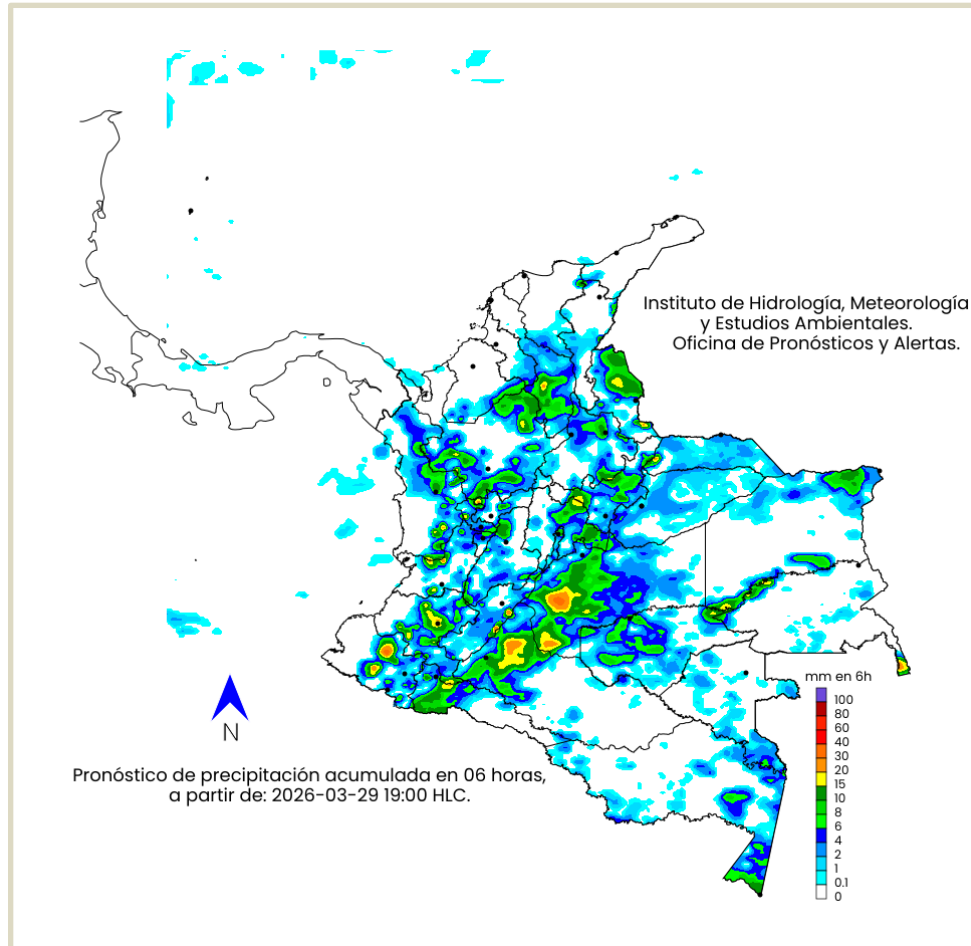 Instituto de Hidrología, Meteorología
y Estudios Ambientales.
Oficina de Pronósticos y Alertas.
mm en 6h
100
80
60
40
30
20
15
10
8
6
4
2
1
0.1
0
N
Pronóstico de precipitación acumulada en 06 horas,
a partir de: 2026-03-29 19:00 HLC.